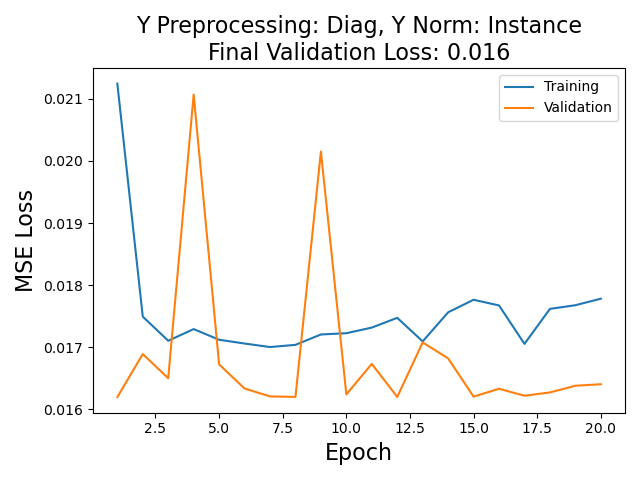 Y Preprocessing: Diag, Y Norm: Instance
Final Validation Loss: 0.016
Training
Validation
0.021
0.020
0.019
0.018
0.017
0.016
MSE Loss
2.5 5.0 7.5 10.0 12.5 15.0 17.5 20.0
Epoch